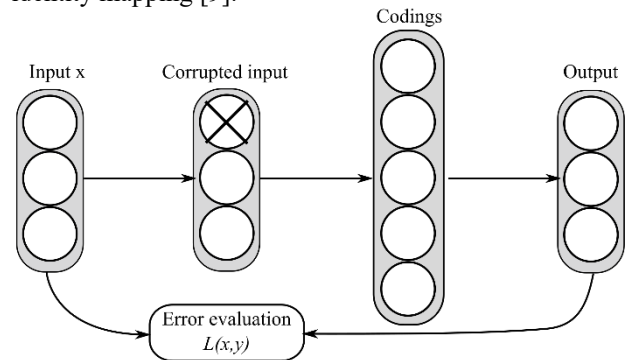 identity mapping [9].
Codings
Input x
Corrupted input
Output
Error evaluation
L(x,y)